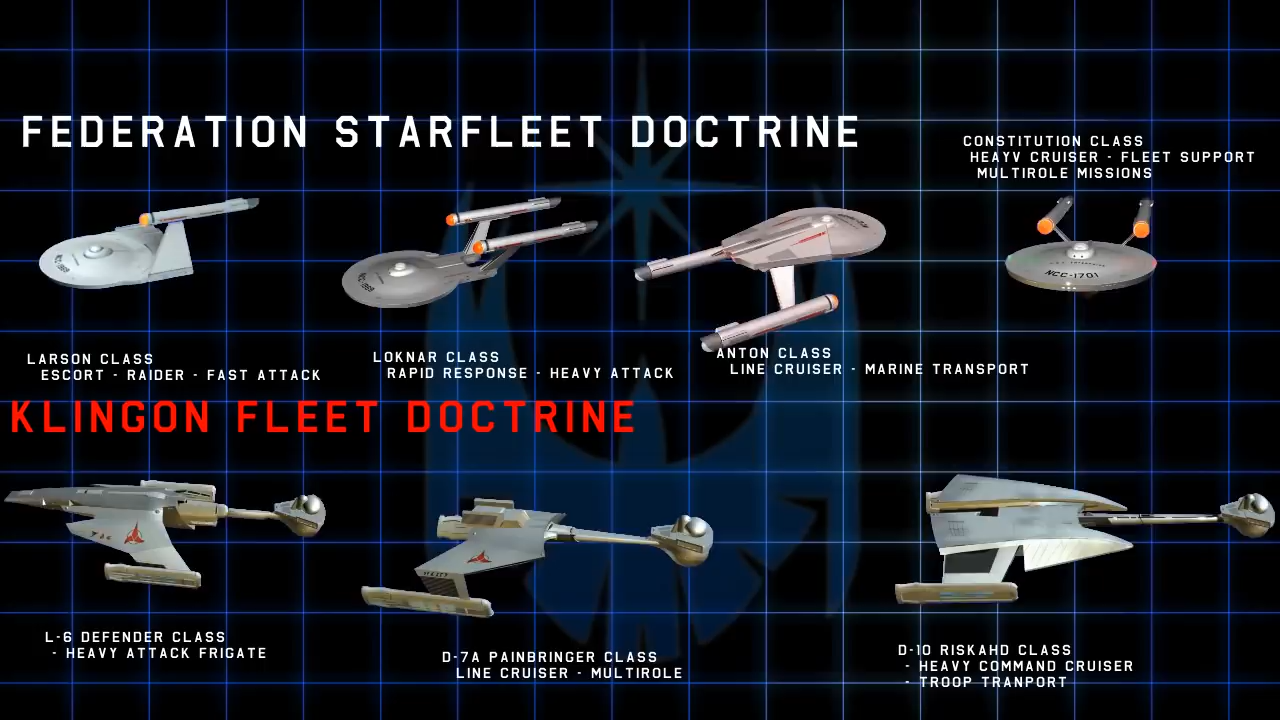 FEDERATION STARFLEET DOCTRINE
CONSTITUTION CLASS
HEAYV CRUISER - FLEET SUPPORT
MULTIROLE MISSIONS
NCC-1701
LARSON CLASS
ESCORT - RAIDER - FAST ATTACK
LOKNAR CLASS
RAPID RESPONSE - HEAVY ATTACK
ANTON CLASS
LINE CRUISER - MARINE TRANSPORT
KLINGON FLEET DOCTRINE
L-6 DEFENDER CLASS
- HEAVY ATTACK FRIGATE
D-7A PAINBRINGER CLASS
LINE CRUISER - MULTIROLE
D-10 RISKAHD CLASS
- HEAVY COMMAND CRUISER
- TROOP TRANPORT